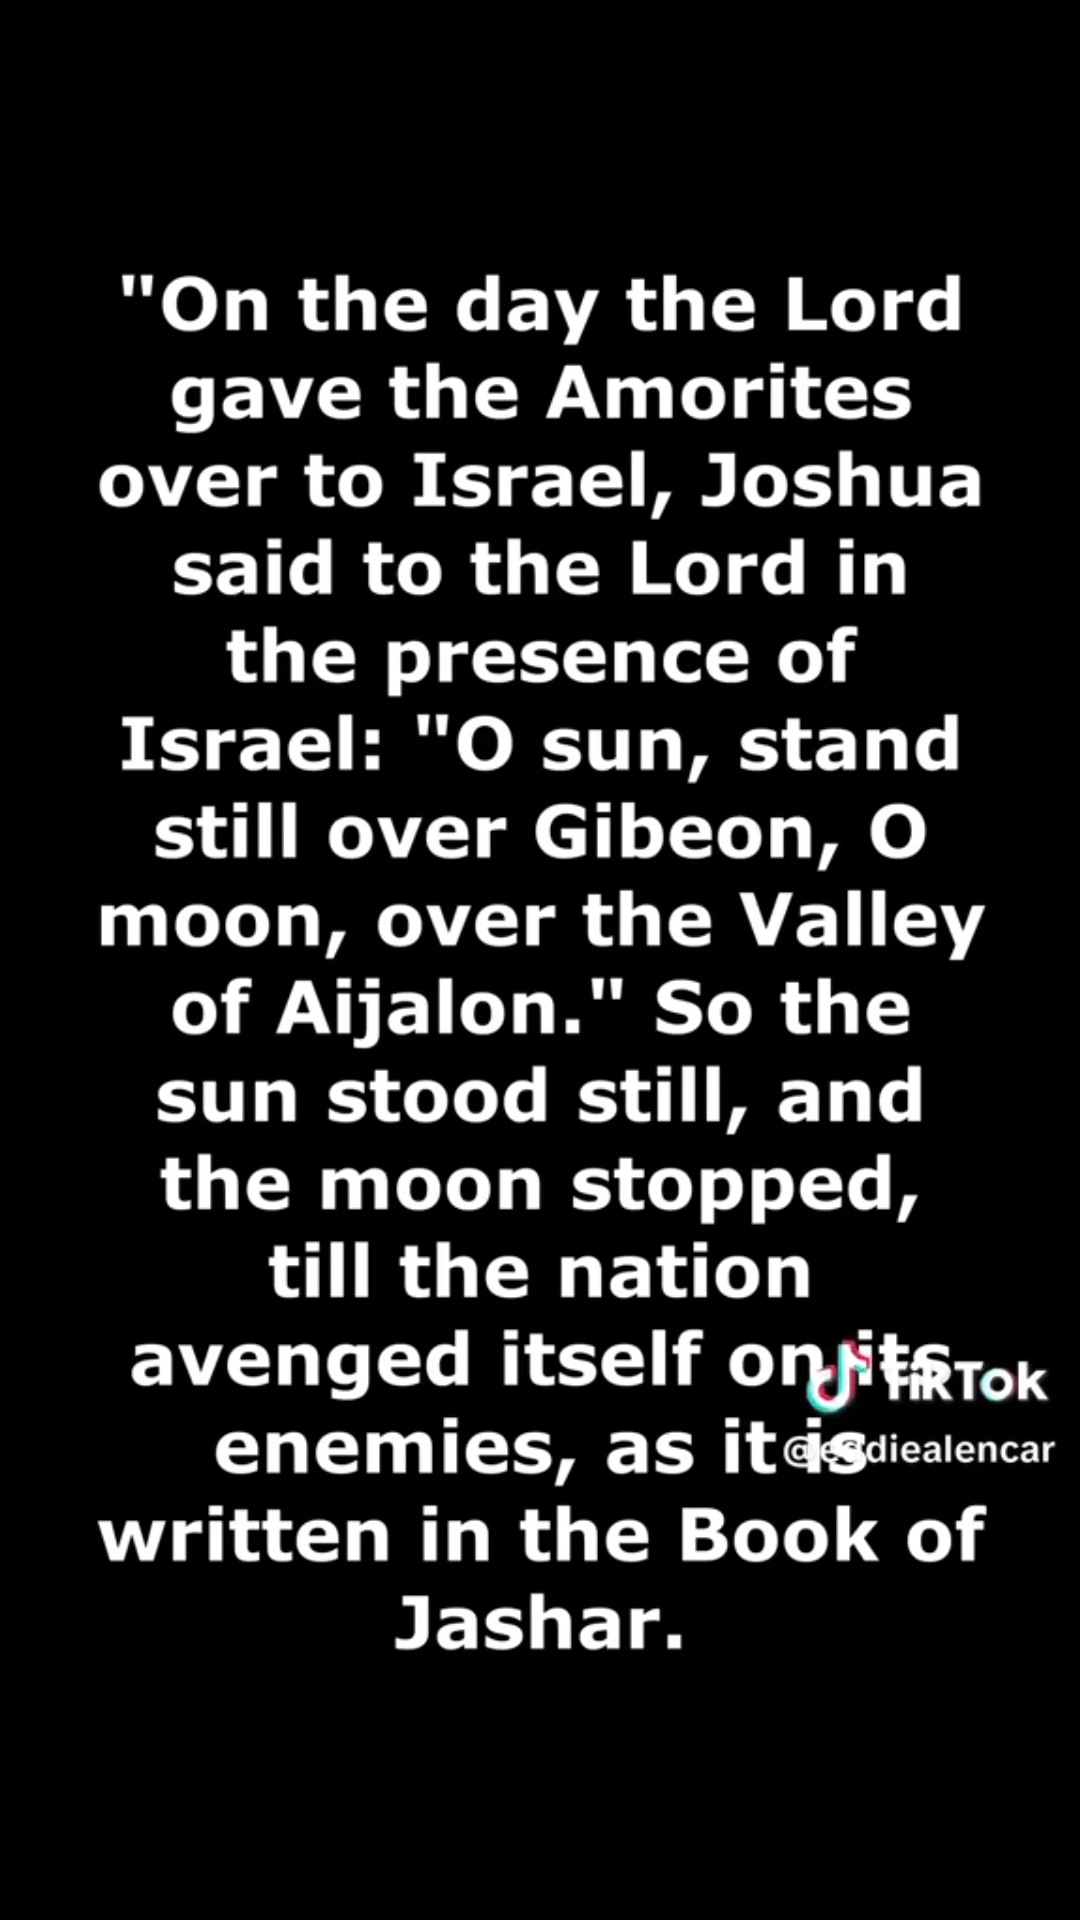 "On the day the Lord
gave the Amorites
over to Israel, Joshua
said to the Lord in
the presence of
Israel: "O sun, stand
still over Gibeon, O
moon, over the Valley
of Aijalon." So the
sun stood still, and
the moon stopped,
till the nation
avenged itself on its
TikTok
enemies, as it is
@eddiealencar
written in the Book of
Jashar.